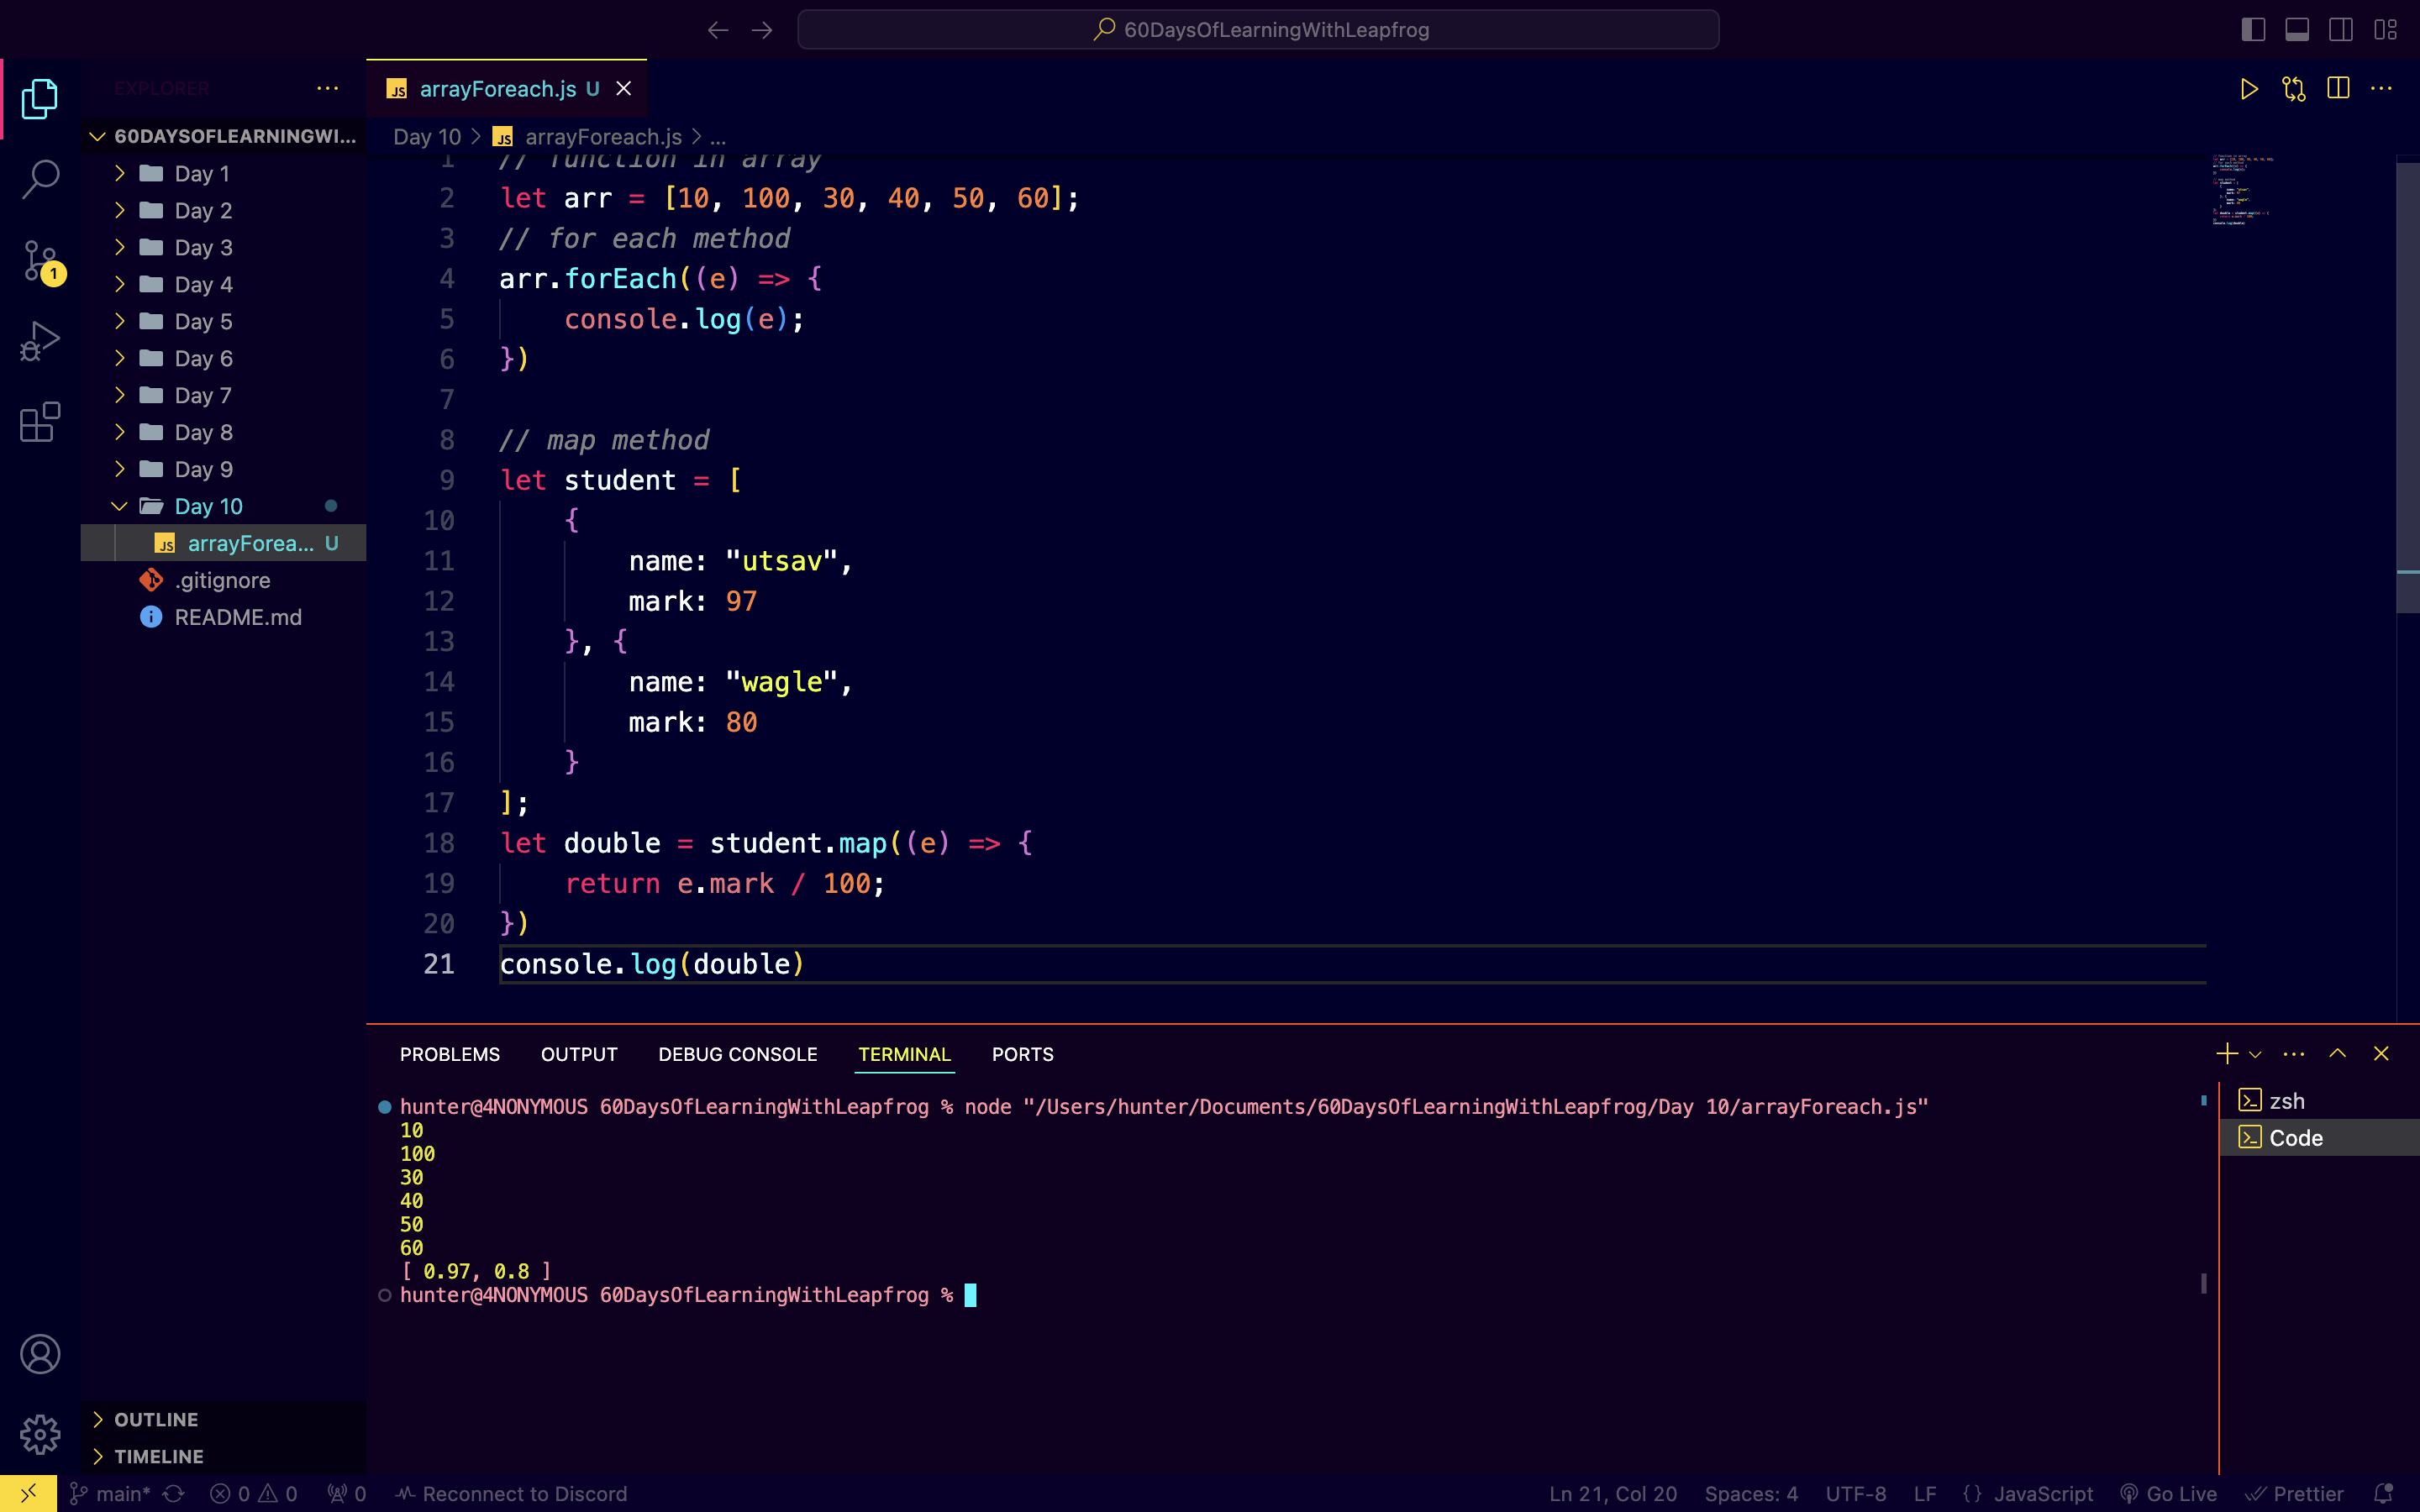 60DaysOfLearningWithLeapfrog
EXPLORER
60DAYSOFLEARNINGWI...
Day 1
Day 2
Day 3
Day 4
Day 5
Day 6
Day 7
Day 8
Day 9
Day 10
arrayForea... U
.gitignore
README.md
OUTLINE
TIMELINE
1
arrayForeach.js U
Day 10 > arrayForeach.js > ...
1 // function in array
2 let arr = [10, 100, 30, 40, 50, 60];
3 // for each method
4 arr.forEach((e) => {
5     console.log(e);
6 })
7
8 // map method
9 let student = [
10     {
11         name: "utsav",
12         mark: 97
13     }, {
14         name: "wagle",
15         mark: 80
16     }
17 ];
18 let double = student.map((e) => {
19     return e.mark / 100;
20 })
21 console.log(double)
PROBLEMS OUTPUT DEBUG CONSOLE TERMINAL PORTS
hunter@4NONYMOUS 60DaysOfLearningWithLeapfrog % node "/Users/hunter/Documents/60DaysOfLearningWithLeapfrog/Day 10/arrayForeach.js"
10
100
30
40
50
60
[ 0.97, 0.8 ]
hunter@4NONYMOUS 60DaysOfLearningWithLeapfrog %
zsh
Code
main* 0 0 0 Reconnect to Discord Ln 21, Col 20 Spaces: 4 UTF-8 LF {} JavaScript Go Live Prettier